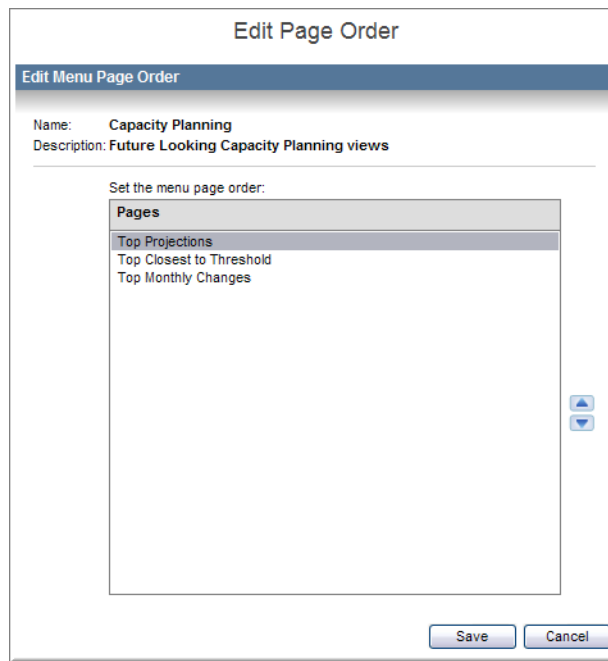 Edit Page Order
Edit Menu Page Order
Name: Capacity Planning
Description: Future Looking Capacity Planning views
Set the menu page order:
Pages
Top Projections
Top Closest to Threshold
Top Monthly Changes
Save Cancel